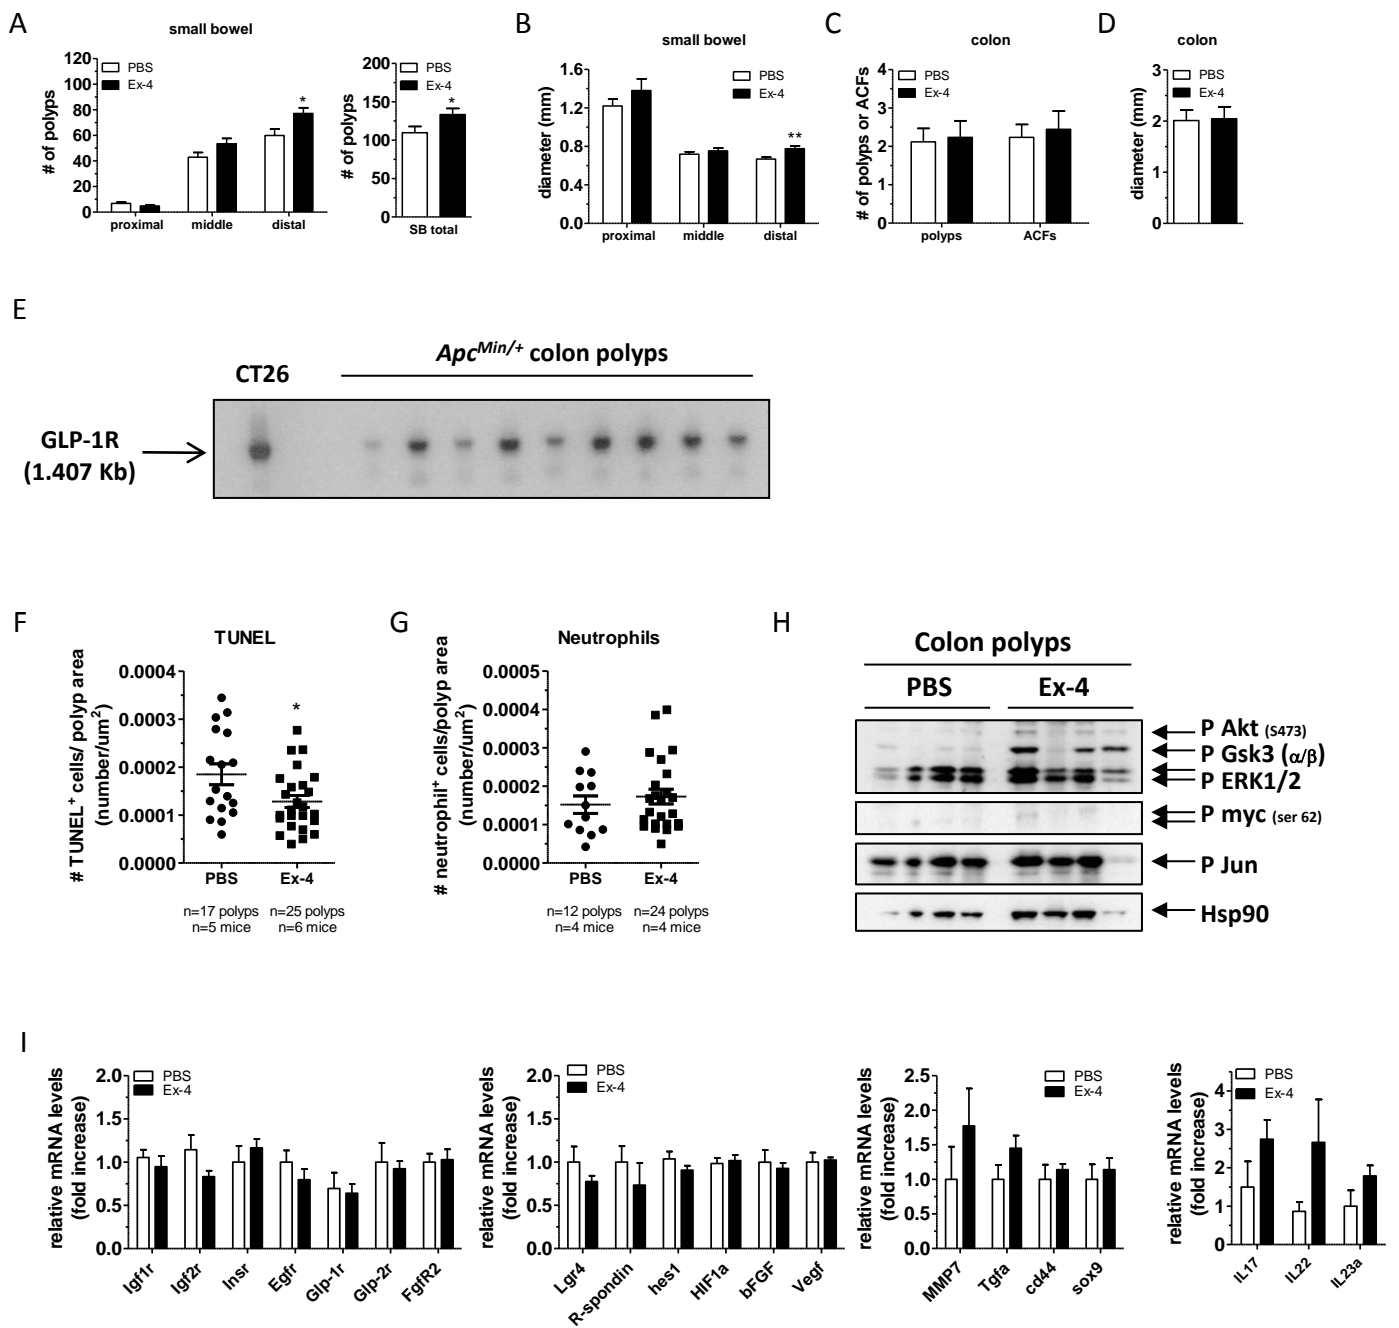 A
small bowel
# of polyps
120
100
80
60
40
20
0
PBS
Ex-4
*
proximal
middle
distal
# of polyps
200
150
100
50
0
PBS
Ex-4
*
SB total
B
small bowel
diameter (mm)
1.6
1.2
0.8
0.4
0.0
PBS
Ex-4
**
proximal
middle
distal
C
colon
# of polyps or ACFs
4
3
2
1
0
PBS
Ex-4
polyps
ACFs
D
colon
diameter (mm)
3
2
1
0
PBS
Ex-4
E
CT26
Apc^Min/+ colon polyps
GLP-1R
(1.407 Kb)
F
TUNEL
# TUNEL⁺ cells/ polyp area
(number/um²)
0.0004
0.0003
0.0002
0.0001
0.0000
*
PBS
Ex-4
n=17 polyps
n=5 mice
n=25 polyps
n=6 mice
G
Neutrophils
# neutrophil⁺ cells/polyp area
(number/um²)
0.0005
0.0004
0.0003
0.0002
0.0001
0.0000
PBS
Ex-4
n=12 polyps
n=4 mice
n=24 polyps
n=4 mice
H
Colon polyps
PBS
Ex-4
P Akt (S473)
P Gsk3 (α/β)
P ERK1/2
P myc (ser 62)
P Jun
Hsp90
I
relative mRNA levels
(fold increase)
2.0
1.5
1.0
0.5
0.0
PBS
Ex-4
Igf1r
Igf2r
Insr
Egfr
Glp-1r
Glp-2r
FgfR2
relative mRNA levels
(fold increase)
2.0
1.5
1.0
0.5
0.0
PBS
Ex-4
Lgr4
R-spondin
hes1
HIF1a
bFGF
Vegf
relative mRNA levels
(fold increase)
2.5
2.0
1.5
1.0
0.5
0.0
PBS
Ex-4
MMP7
Tgfa
cd44
sox9
relative mRNA levels
(fold increase)
4
3
2
1
0
PBS
Ex-4
IL17
IL22
IL23a